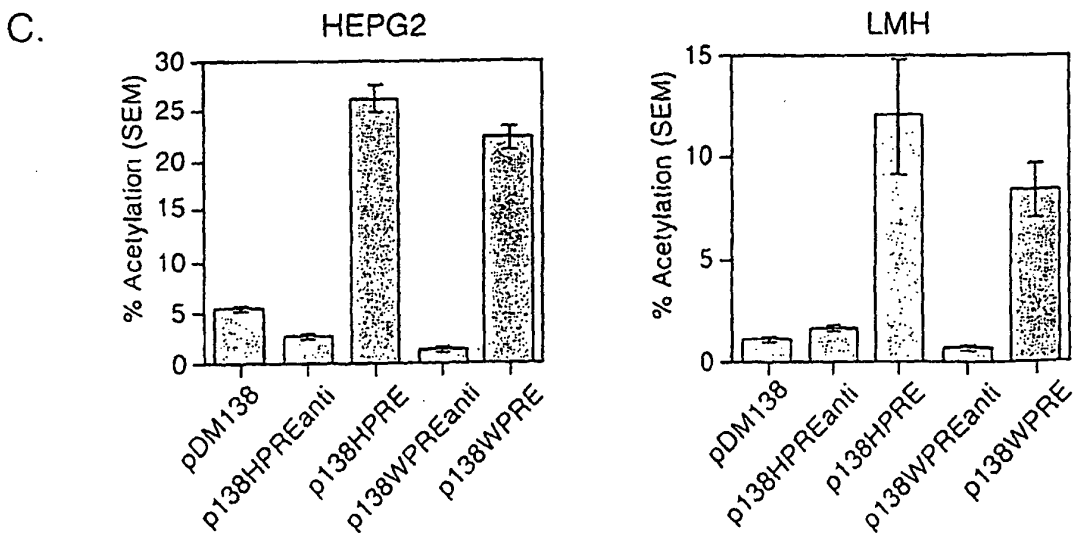 C.
HEPG2
% Acetylation (SEM)
30
25
20
15
10
5
0
pDM138
p138HPREanti
p138HPRE
p138WPREanti
p138WPRE
LMH
% Acetylation (SEM)
15
10
5
0
pDM138
p138HPREanti
p138HPRE
p138WPREanti
p138WPRE